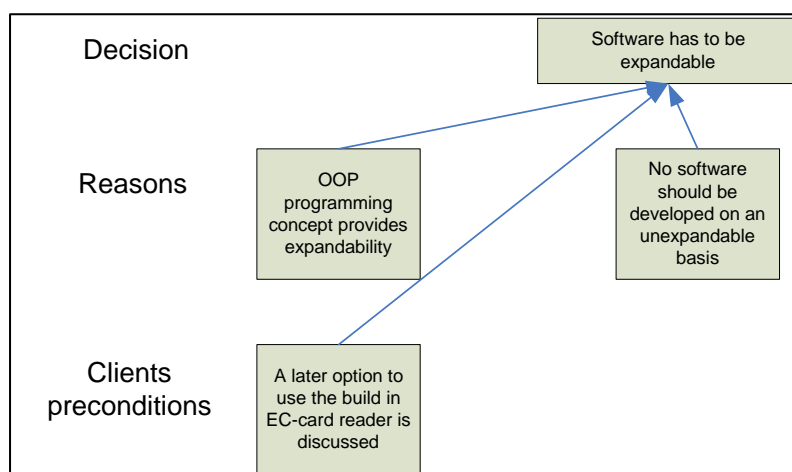 Decision
Software has to be
expandable
Reasons
OOP
programming
concept provides
expandability
No software
should be
developed on an
unexpandable
basis
Clients
preconditions
A later option to
use the build in
EC-card reader is
discussed